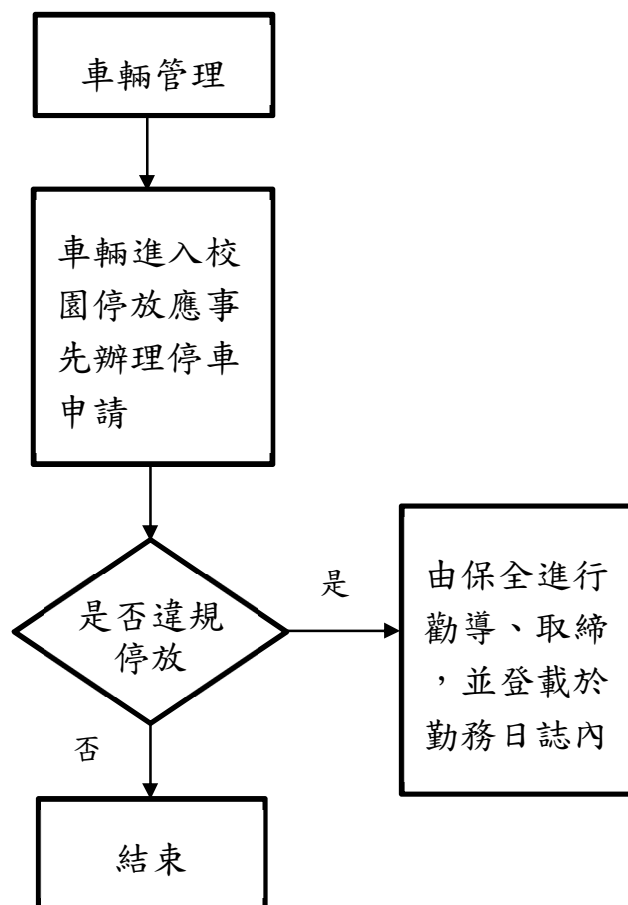 車輛管理
車輛進入校
園停放應事
先辦理停車
申請
是否違規
停放
是
由保全進行
勸導、取締
，並登載於
勤務日誌內
否
結束